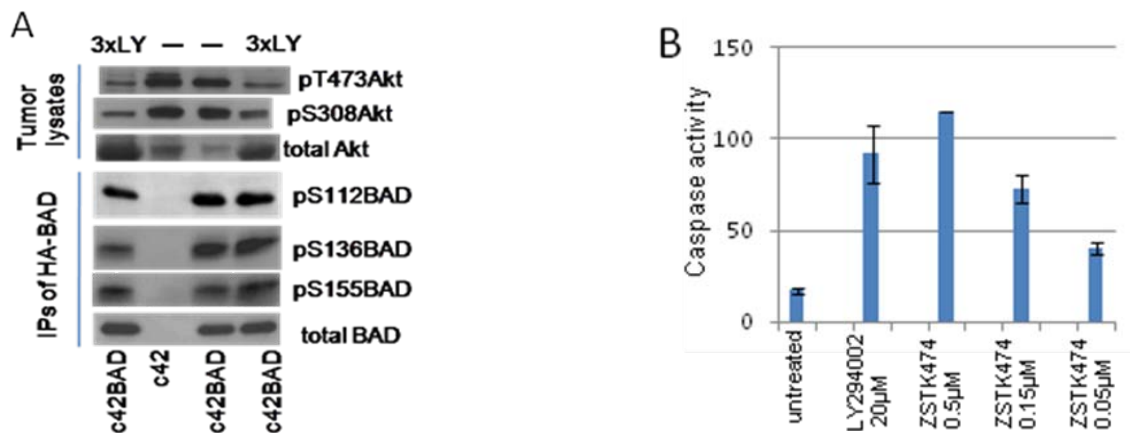 A
3xLY — — 3xLY
Tumor lysates
pT473Akt
pS308Akt
total Akt
IPs of HA-BAD
pS112BAD
pS136BAD
pS155BAD
total BAD
c42BAD
c42
c42BAD
c42BAD
B
Caspase activity
150
100
50
0
untreated
LY294002
20µM
ZSTK474
0.5µM
ZSTK474
0.15µM
ZSTK474
0.05µM